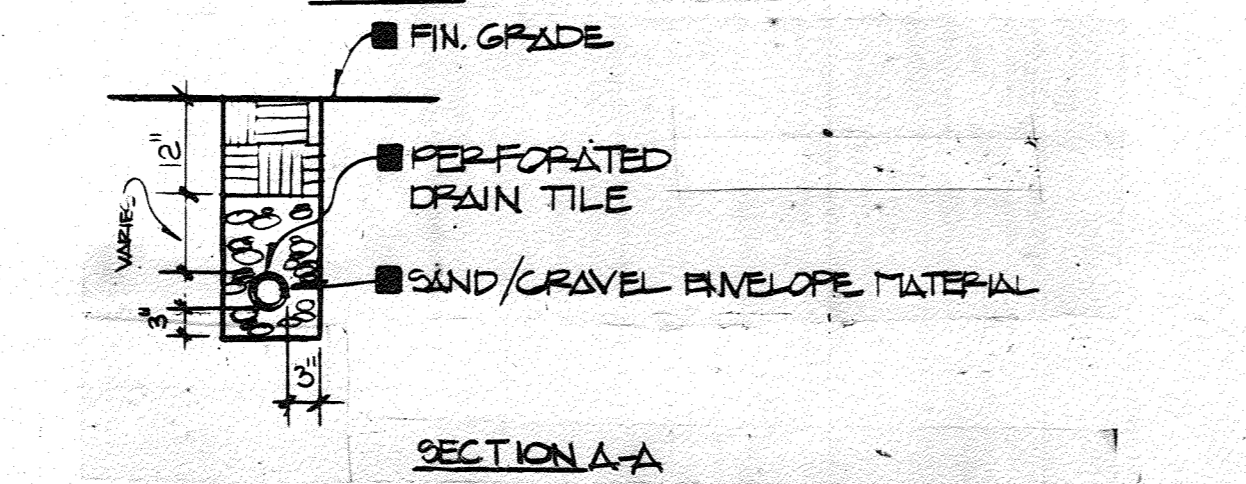 FIN. GRADE
12"
PERFORATED
DRAIN TILE
VARIES
SAND/GRAVEL ENVELOPE MATERIAL
3"
3"
SECTION A-A